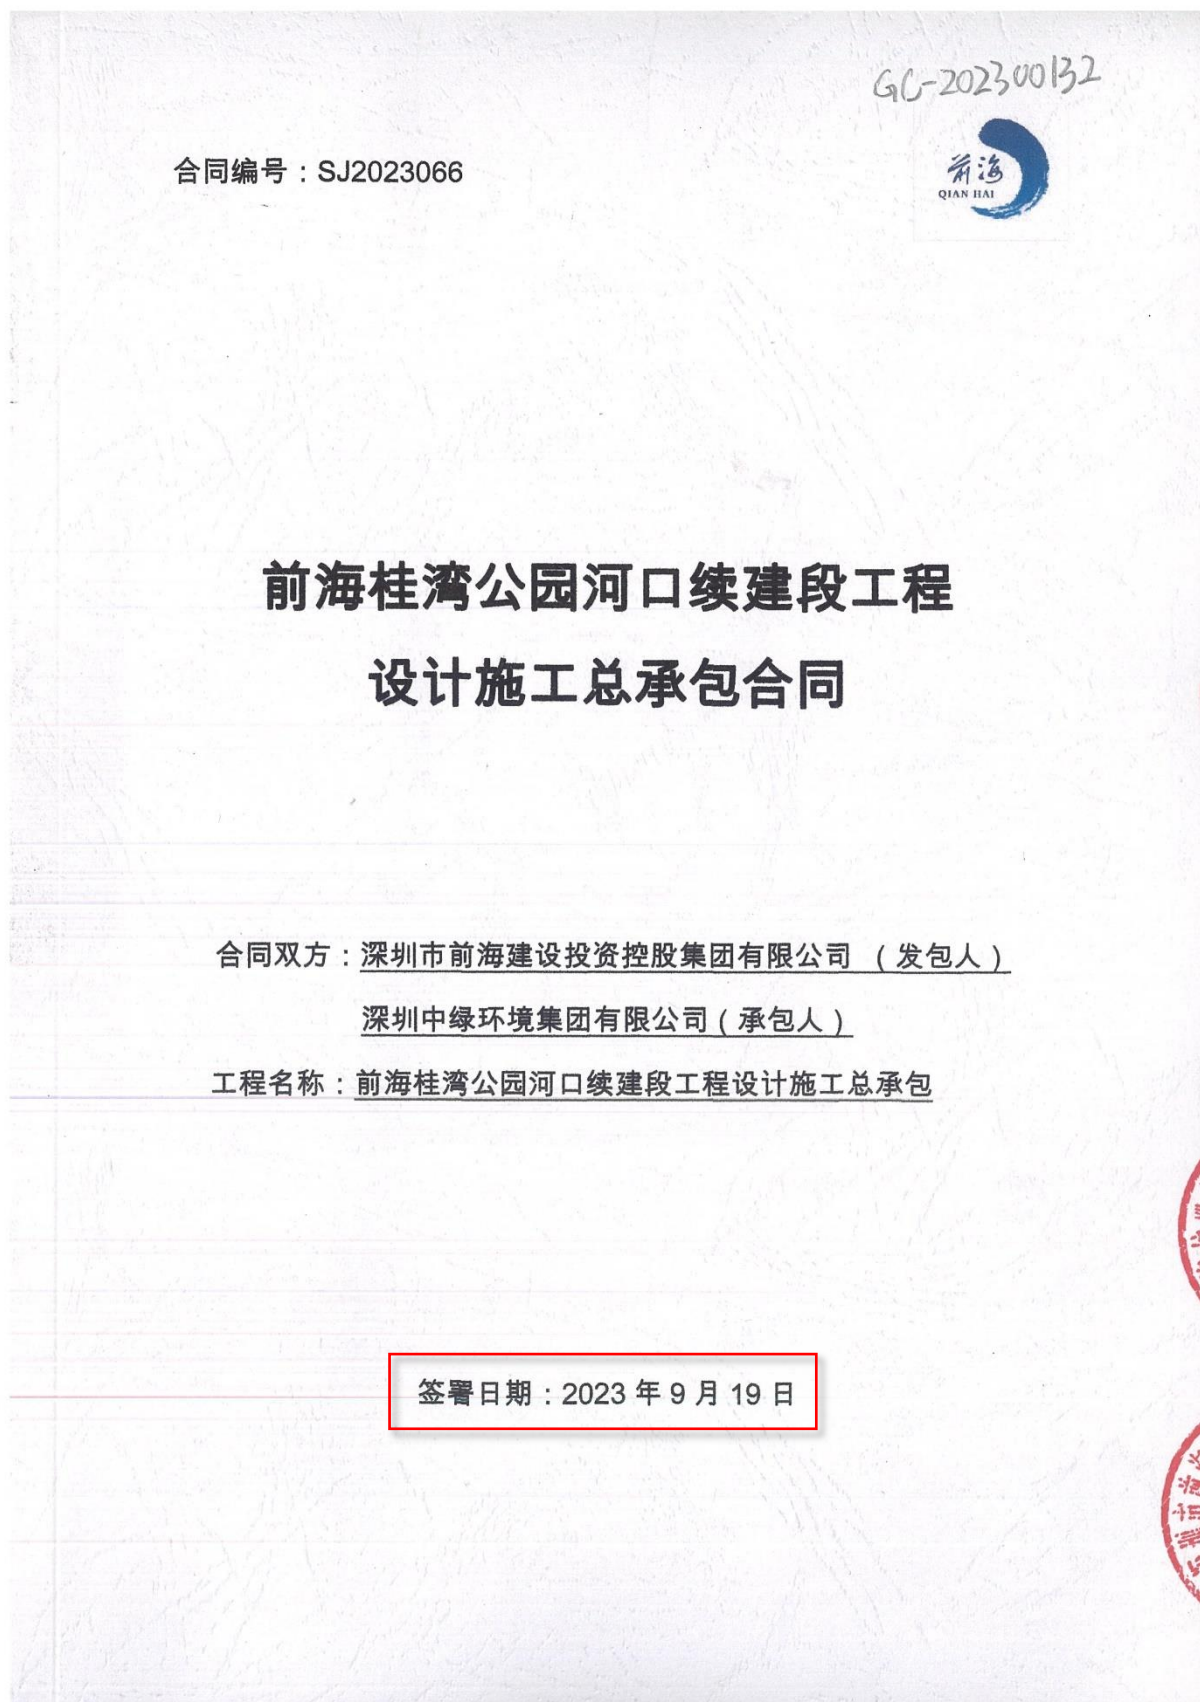 GC-202300132
合同编号：SJ2023066
前海
QIAN HAI
前海桂湾公园河口续建段工程
设计施工总承包合同
合同双方：深圳市前海建设投资控股集团有限公司 （发包人）
深圳中绿环境集团有限公司（承包人）
工程名称：前海桂湾公园河口续建段工程设计施工总承包
签署日期：2023 年 9 月 19 日